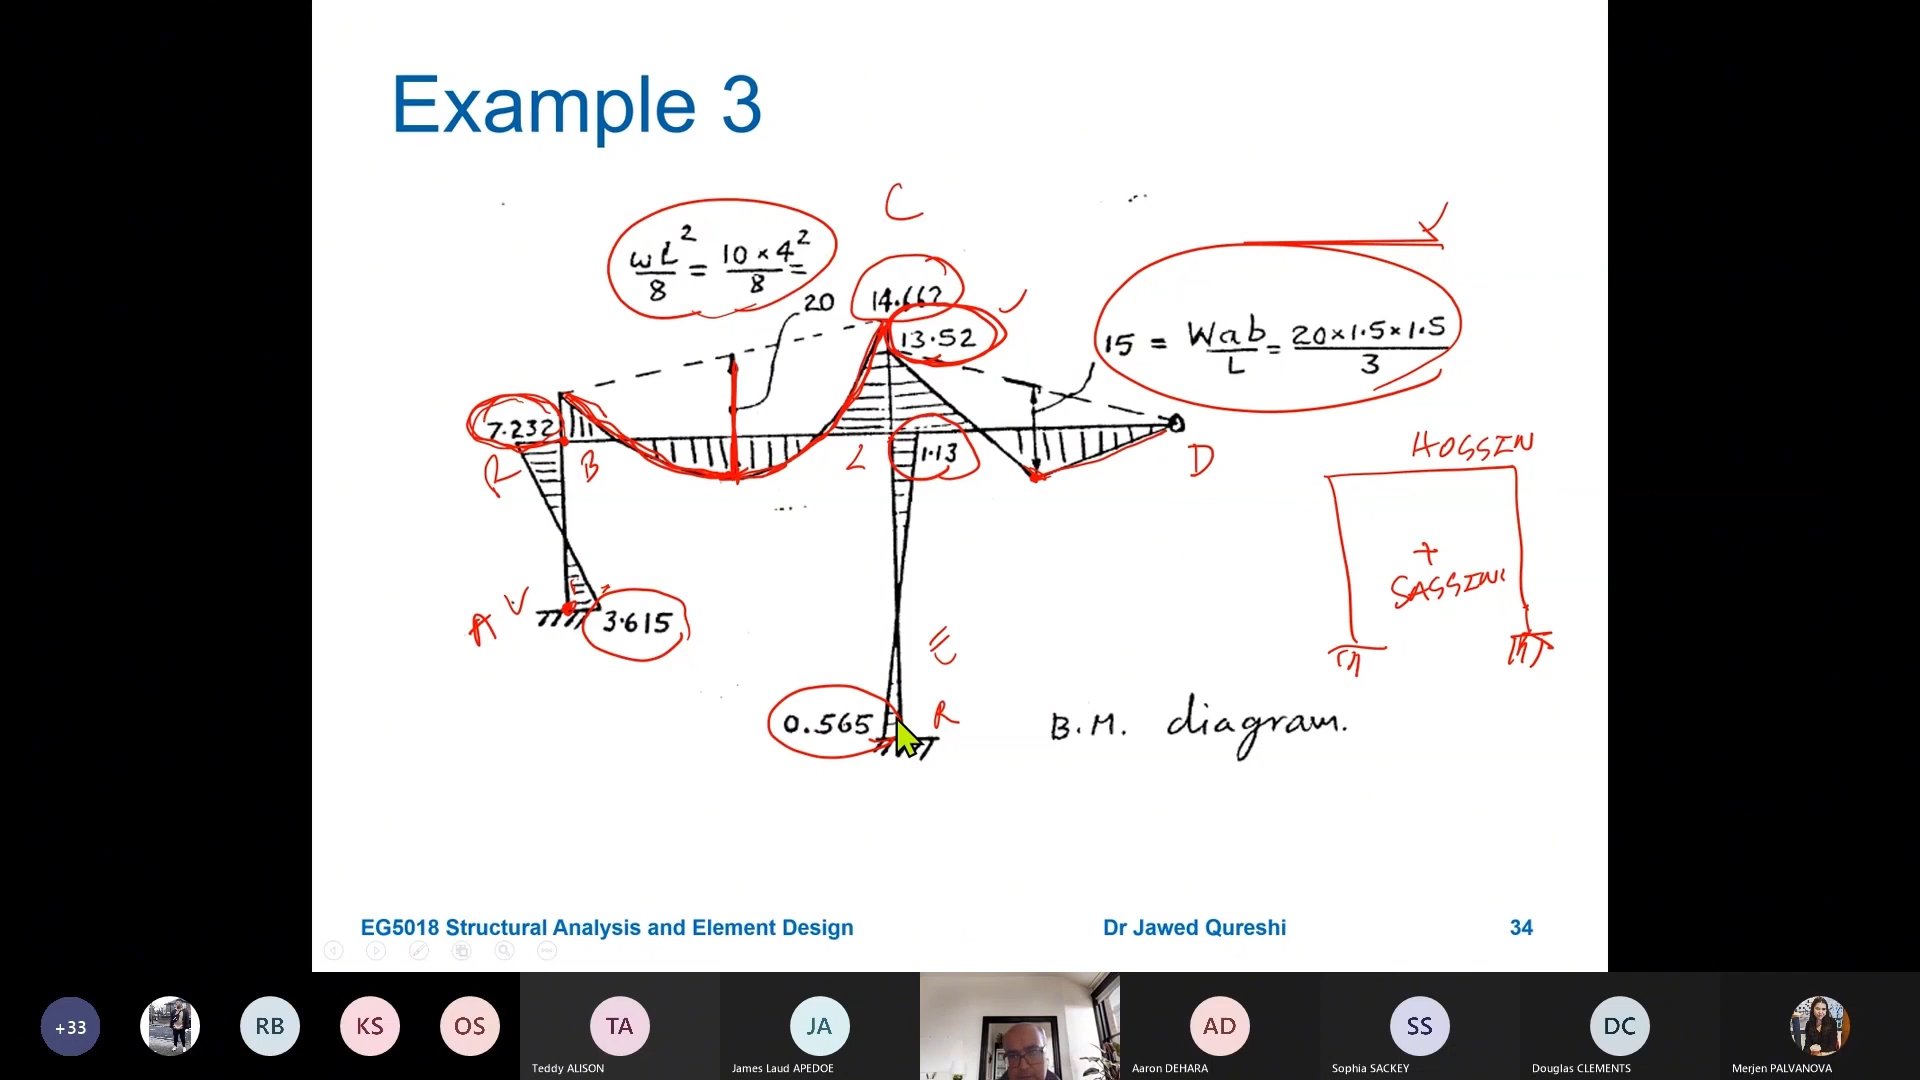 Example 3
C
wL²/8 = 10×4²/8 =
20
14.667
13.52
15 = Wab/L = 20×1.5×1.5/3
7.232
R
B
L
1.13
D
HOGGING
+
SAGGING
A
3.615
E
0.565
R
B.M. diagram.
EG5018 Structural Analysis and Element Design
Dr Jawed Qureshi
34
+33
RB
KS
OS
TA
JA
AD
SS
DC
Teddy ALISON
James Laud APEDOE
Aaron DEHARA
Sophia SACKEY
Douglas CLEMENTS
Merjen PALVANOVA